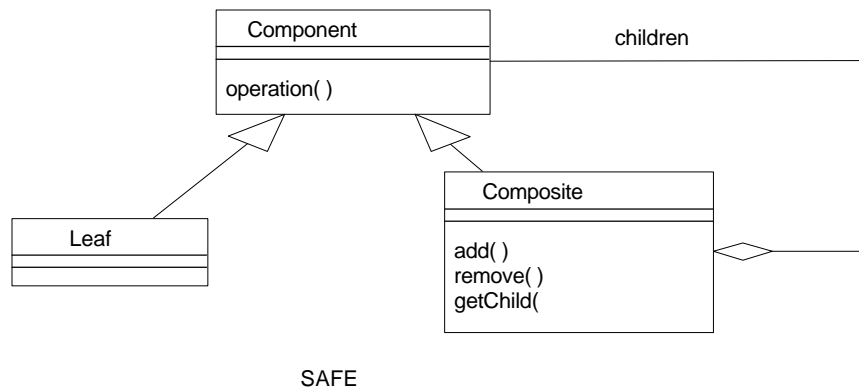 Component
children
operation( )
Composite
Leaf
add( )
remove( )
getChild(
SAFE